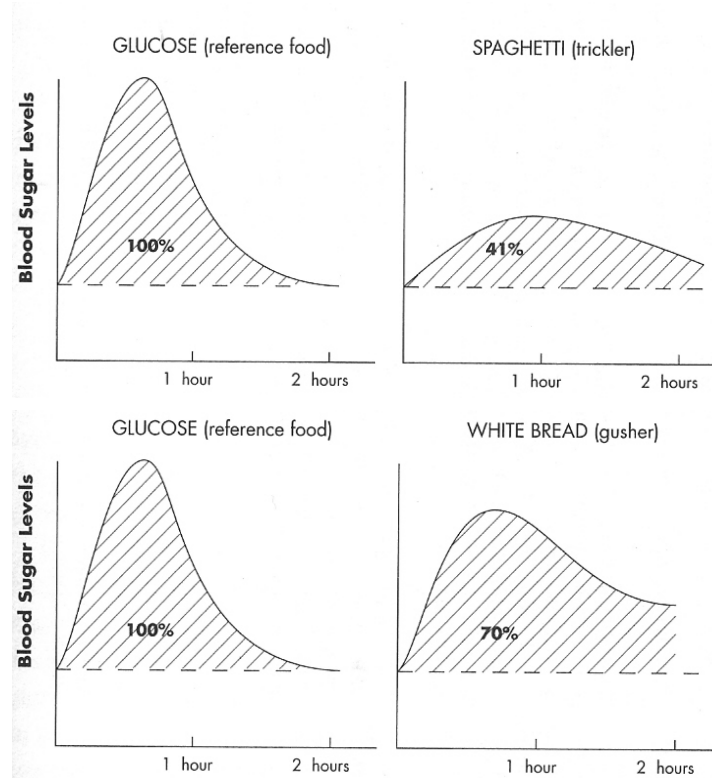 GLUCOSE (reference food)
SPAGHETTI (trickler)
Blood Sugar Levels
100%
41%
1 hour
2 hours
1 hour
2 hours
GLUCOSE (reference food)
WHITE BREAD (gusher)
Blood Sugar Levels
100%
70%
1 hour
2 hours
1 hour
2 hours